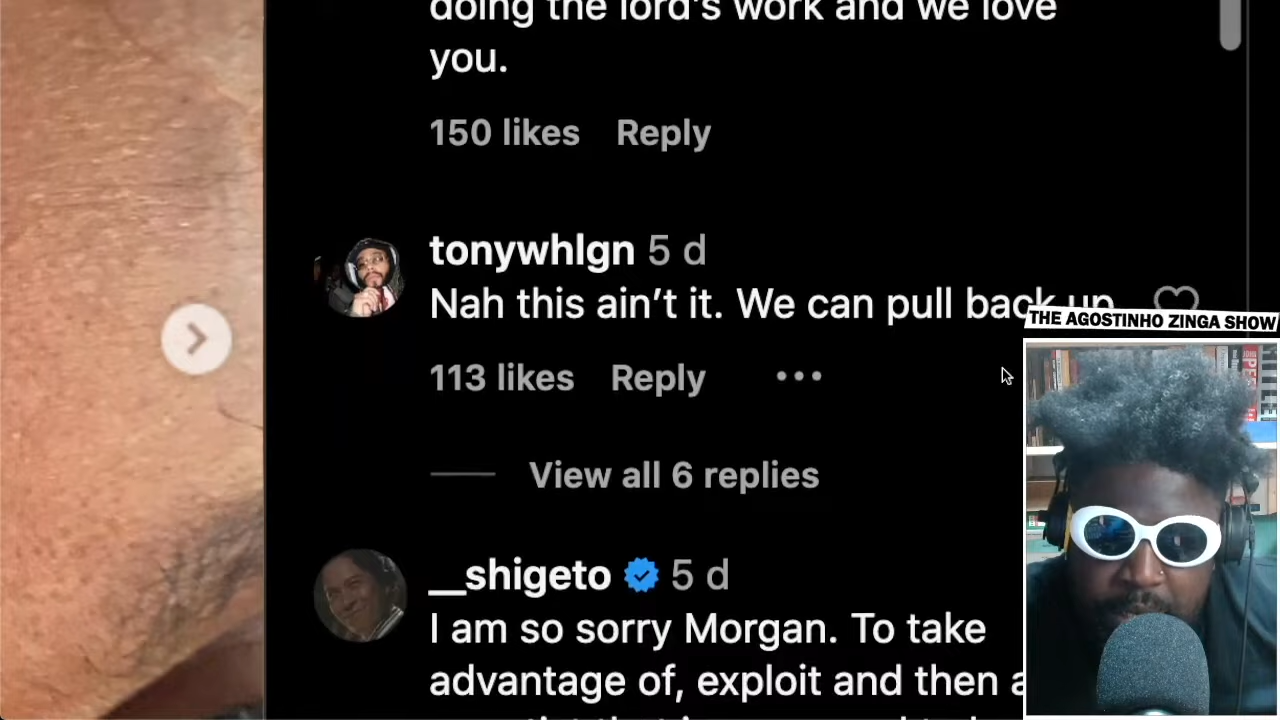 doing the lord's work and we love
you.
150 likes Reply
tonywhlgn 5 d
Nah this ain't it. We can pull back up
113 likes Reply
View all 6 replies
__shigeto 5 d
I am so sorry Morgan. To take
advantage of, exploit and then
THE AGOSTINHO ZINGA SHOW